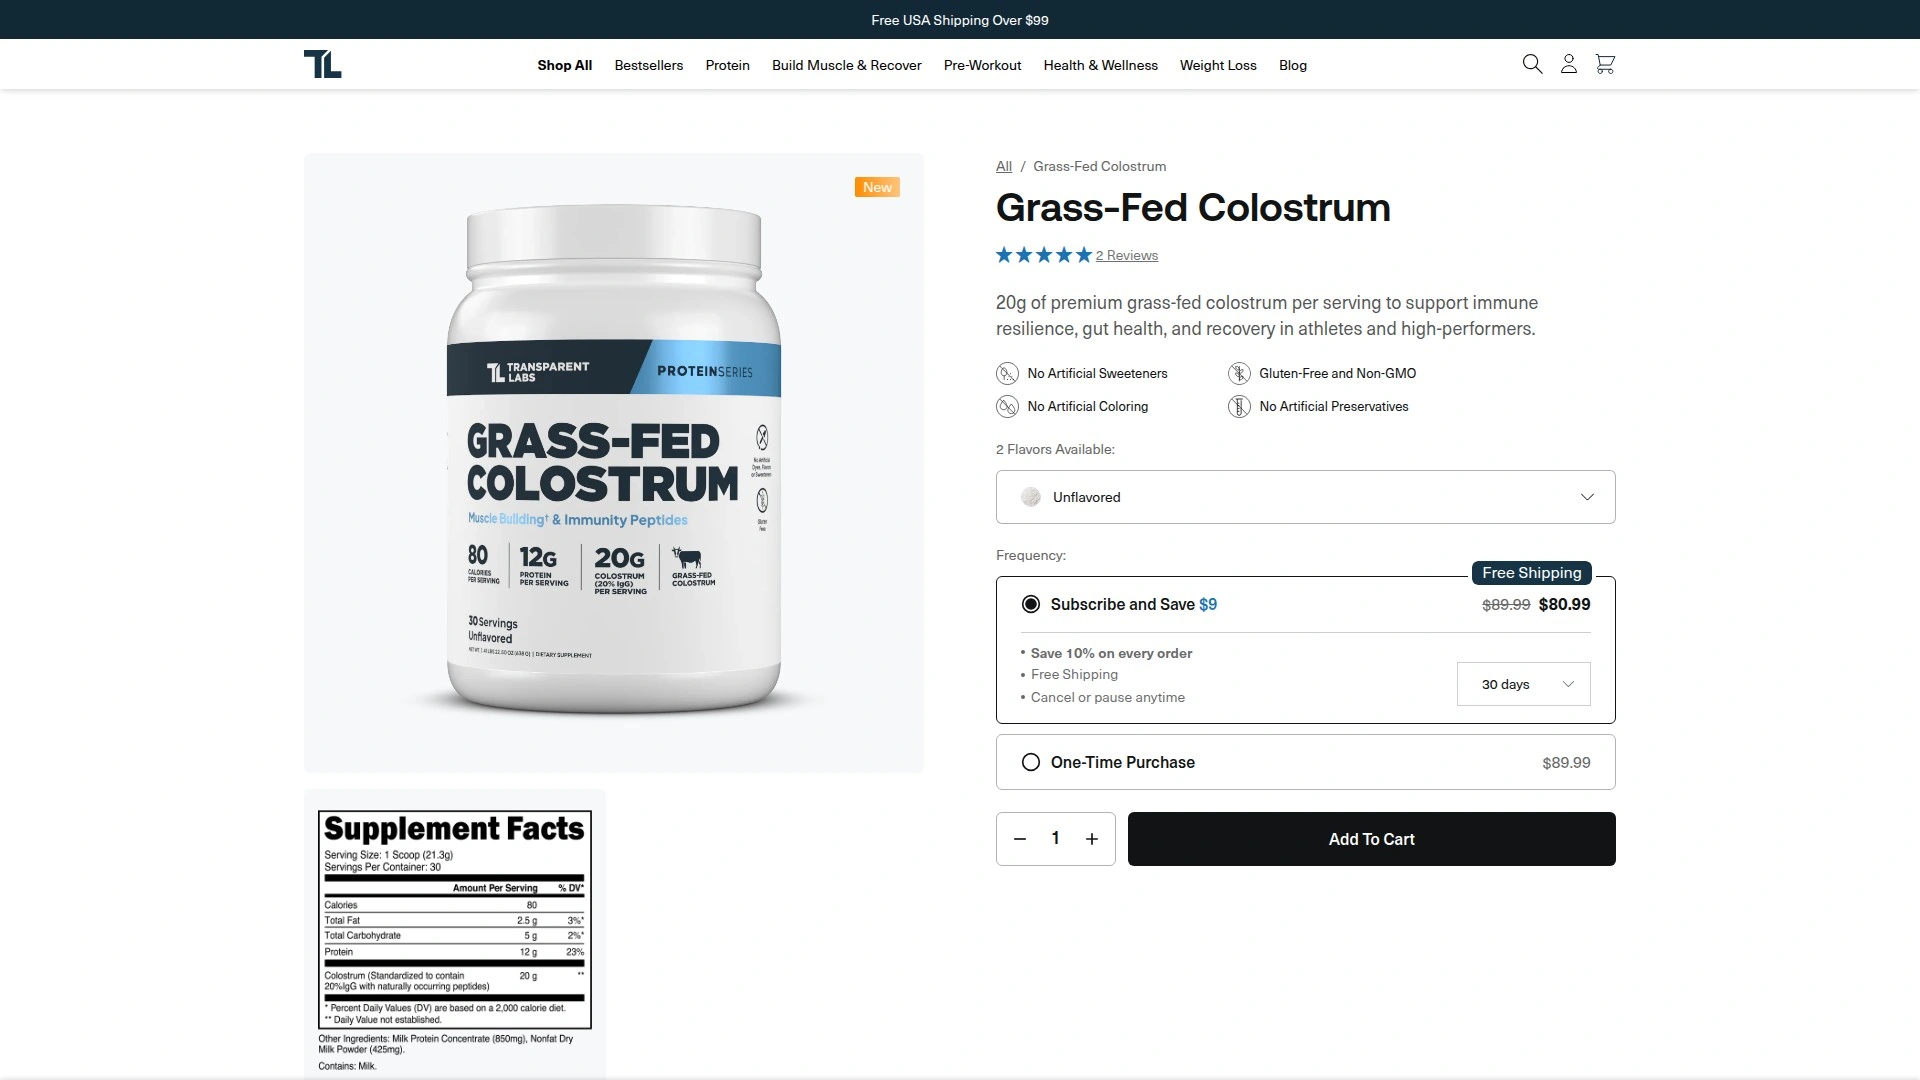 Free USA Shipping Over $99
TL
Shop All
Bestsellers
Protein
Build Muscle & Recovery
Pre-Workout
Health & Wellness
Weight Loss
Blog
New
TRANSPARENT
LABS
PROTEINSERIES
GRASS-FED
COLOSTRUM
Muscle Building† & Immunity Peptides
80
CALORIES
PER SERVING
12G
PROTEIN
PER SERVING
20G
COLOSTRUM
(20% IgG)
PER SERVING
GRASS-FED
COLOSTRUM
30 Servings
Unflavored
DIETARY SUPPLEMENT
Gluten
Free
Supplement Facts
Serving Size: 1 Scoop (21.3g)
Servings Per Container: 30
Amount Per Serving % DV*
Calories 80
Total Fat 2.5 g 3%*
Total Carbohydrate 5 g 2%*
Protein 12 g 23%
Colostrum (Standardized to contain 20 g **
20%IgG with naturally occurring peptides)
* Percent Daily Values (DV) are based on a 2,000 calorie diet.
** Daily Value not established.
Other Ingredients: Milk Protein Concentrate (850mg), Nonfat Dry
Milk Powder (425mg).
Contains: Milk.
All / Grass-Fed Colostrum
Grass-Fed Colostrum
2 Reviews
20g of premium grass-fed colostrum per serving to support immune
resilience, gut health, and recovery in athletes and high-performers.
No Artificial Sweeteners
Gluten-Free and Non-GMO
No Artificial Coloring
No Artificial Preservatives
2 Flavors Available:
Unflavored
Frequency:
Free Shipping
Subscribe and Save $9
$89.99 $80.99
• Save 10% on every order
• Free Shipping
• Cancel or pause anytime
30 days
One-Time Purchase
$89.99
− 1 +
Add To Cart